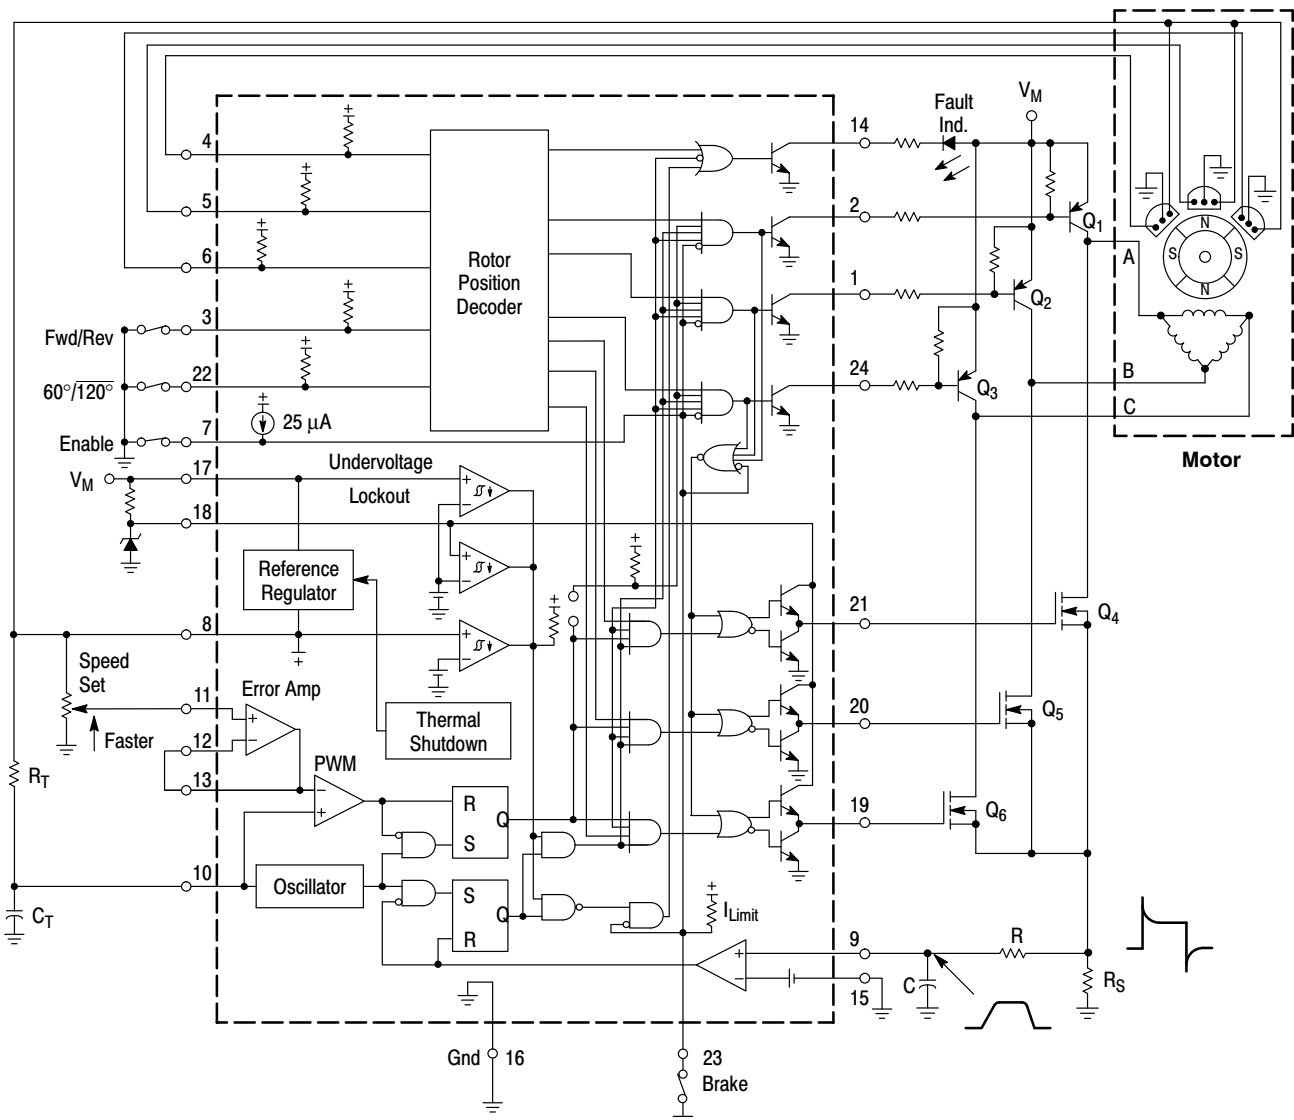 V_M
Fault
Ind.
14
4
5
2
6
Rotor
Position
Decoder
Q1
N
S
S
N
A
1
Q2
Fwd/Rev
3
60°/120°
22
24
Q3
B
C
25 μA
Enable
7
Motor
V_M
17
Undervoltage
Lockout
18
Reference
Regulator
21
Q4
8
Speed
Set
11
Error Amp
Faster
12
Thermal
Shutdown
20
Q5
R_T
13
PWM
R
Q
S
19
Q6
10
Oscillator
S
Q
R
C_T
I_Limit
9
R
15
C
R_S
Gnd
16
23
Brake